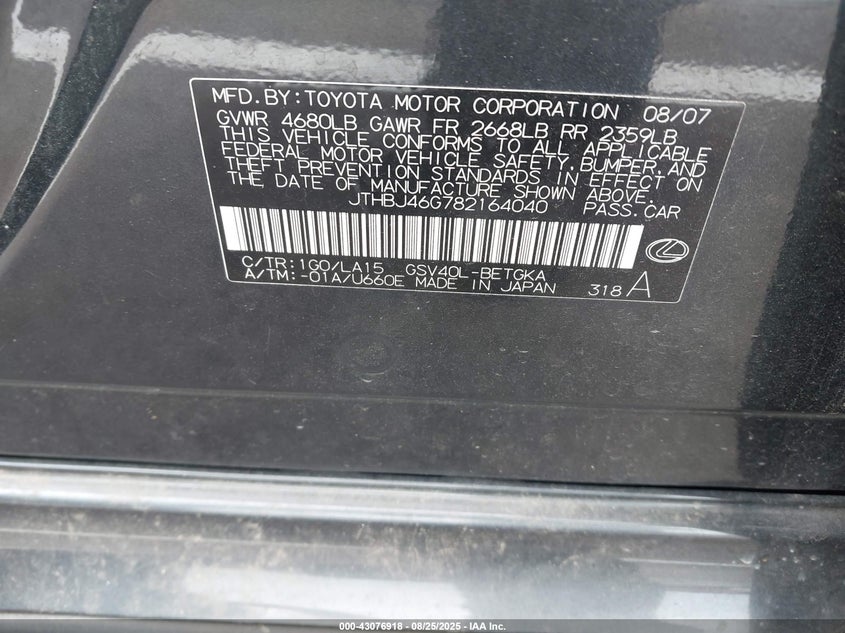 MFD.BY:TOYOTA MOTOR CORPORATION 08/07
GVWR 4680LB GAWR FR 2668LB RR 2359LB
THIS VEHICLE CONFORMS TO ALL APPLICABLE
FEDERAL MOTOR VEHICLE SAFETY, BUMPER, AND
THEFT PREVENTION STANDARDS IN EFFECT ON
THE DATE OF MANUFACTURE SHOWN ABOVE.
JTHBJ46G782164040 PASS.CAR
C/TR:1G0/LA15 GSV40L-BETGKA
A/TM:-01A/U660E MADE IN JAPAN 318A
000-43076918 - 08/25/2025 - IAA Inc.